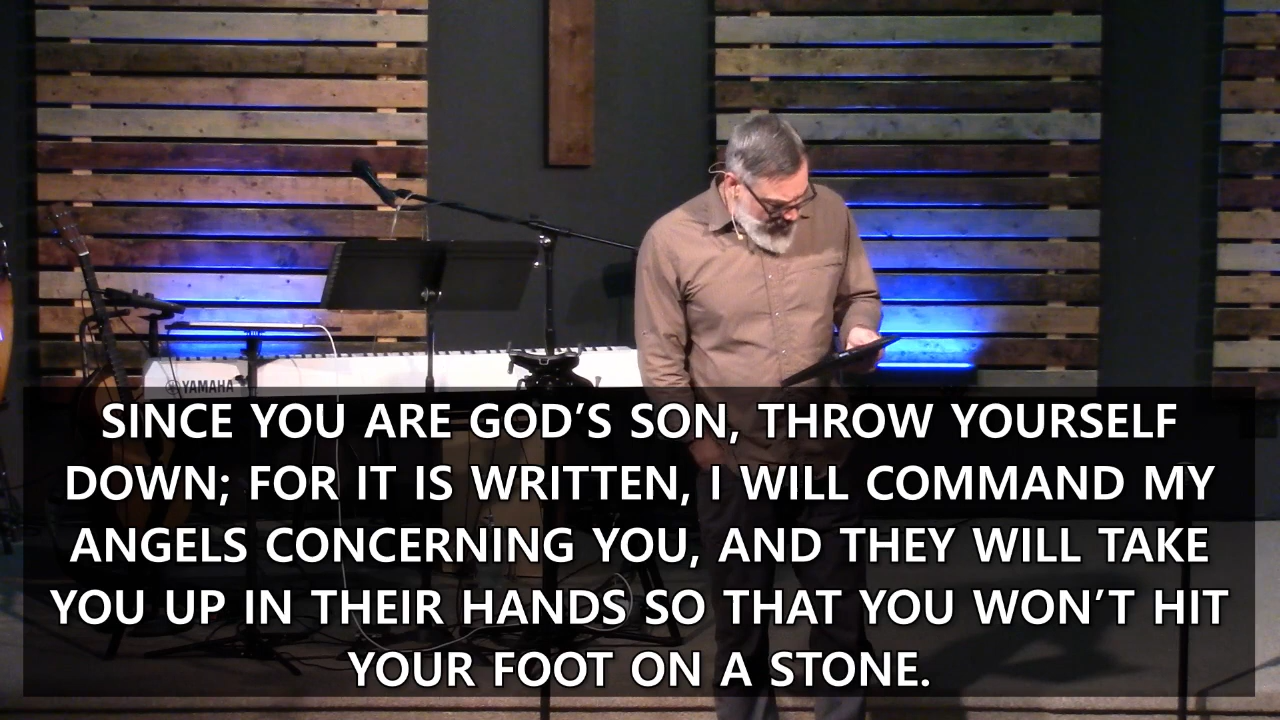 YAMAHA
SINCE YOU ARE GOD’S SON, THROW YOURSELF
DOWN; FOR IT IS WRITTEN, I WILL COMMAND MY
ANGELS CONCERNING YOU, AND THEY WILL TAKE
YOU UP IN THEIR HANDS SO THAT YOU WON’T HIT
YOUR FOOT ON A STONE.